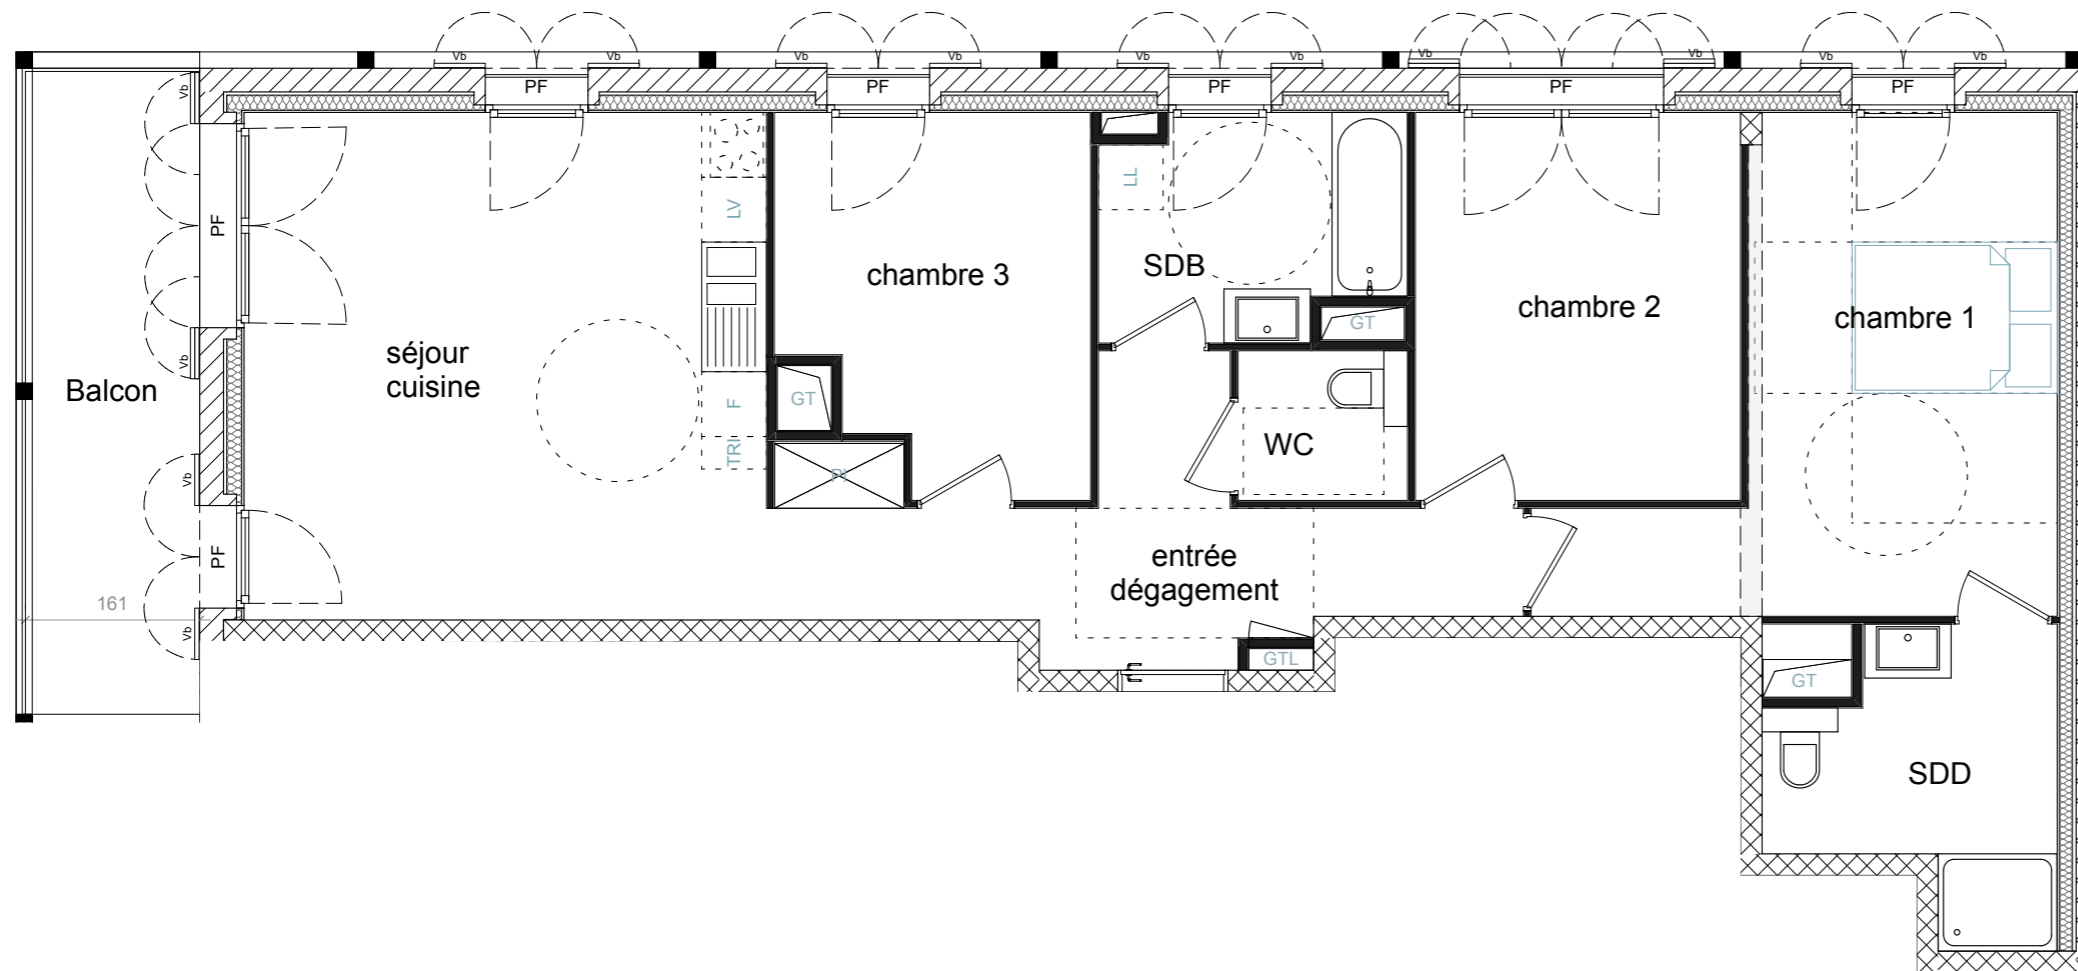 Vb
Vb
Vb
Vb
Vb
Vb
Vb
Vb
Vb
Vb
PF
PF
PF
PF
PF
Vb
PF
Vb
Vb
PF
Vb
161
Balcon
séjour
cuisine
LV
F
TRI
chambre 3
GT
Pl
LL
SDB
GT
WC
chambre 2
chambre 1
entrée
dégagement
GTL
GT
SDD